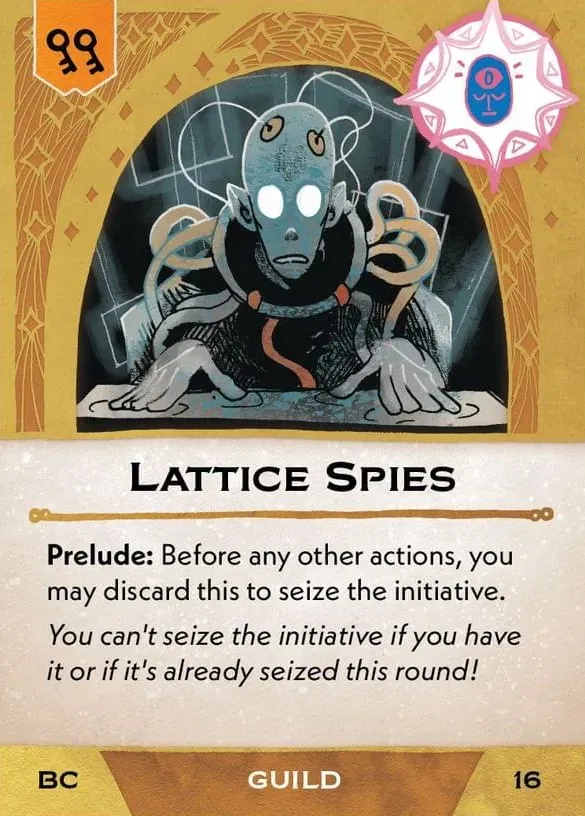 Lattice Spies
Prelude: Before any other actions, you
may discard this to seize the initiative.
You can't seize the initiative if you have
it or if it's already seized this round!
BC GUILD 16